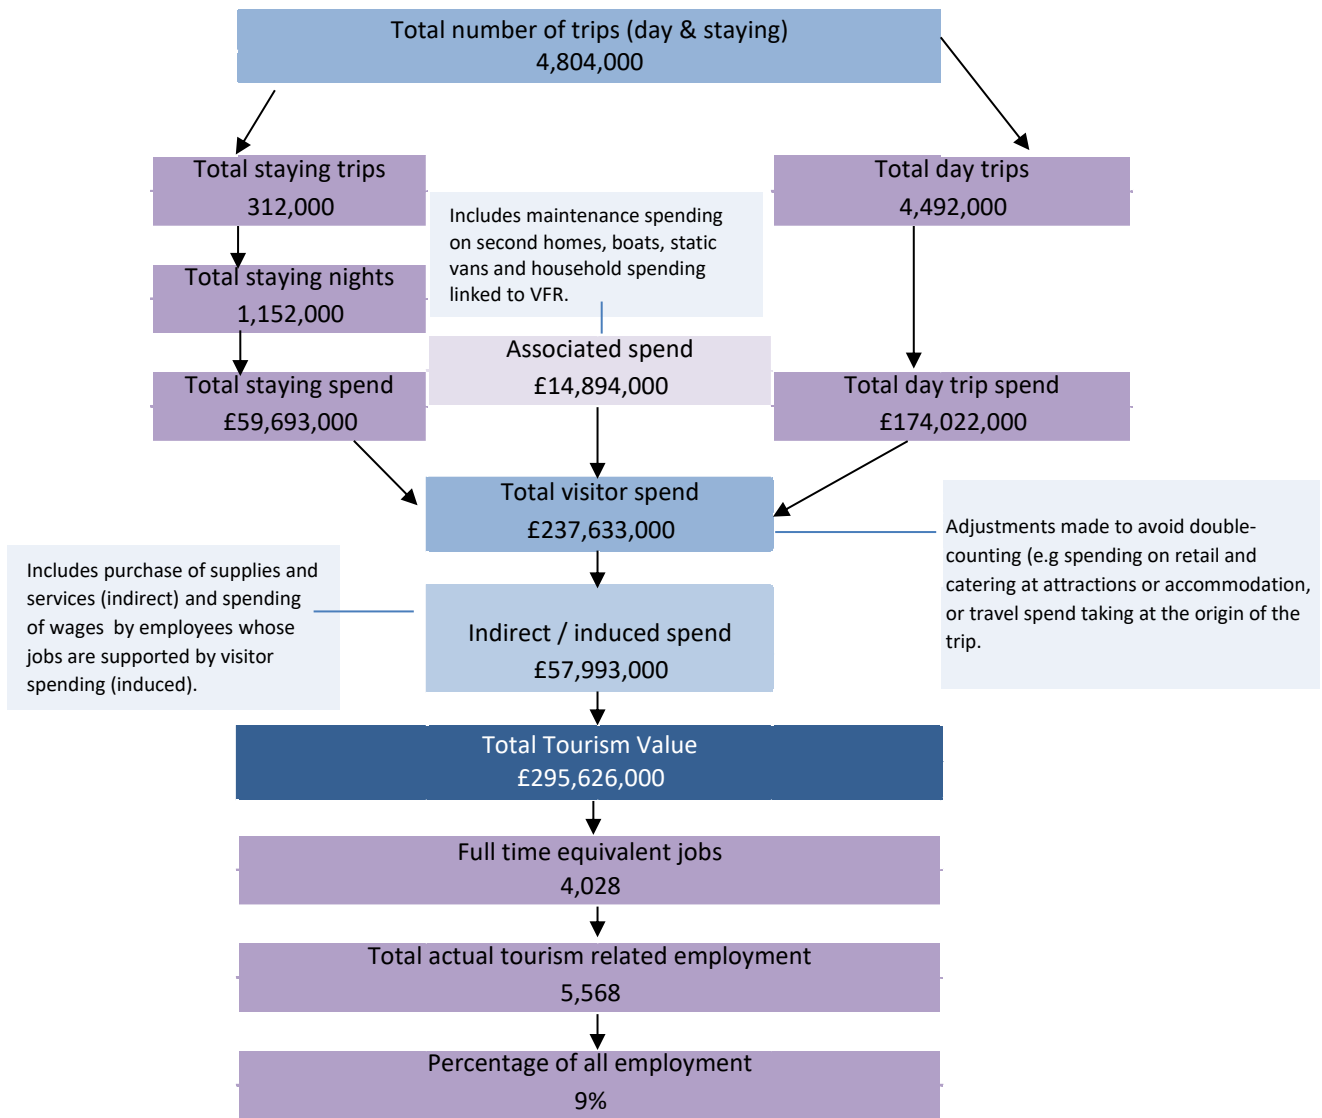 Total number of trips (day & staying)
4,804,000
Total staying trips
312,000
Total day trips
4,492,000
Includes maintenance spending
on second homes, boats, static
vans and household spending
linked to VFR.
Total staying nights
1,152,000
Associated spend
£14,894,000
Total staying spend
£59,693,000
Total day trip spend
£174,022,000
Total visitor spend
£237,633,000
Adjustments made to avoid double-
counting (e.g spending on retail and
catering at attractions or accommodation,
or travel spend taking at the origin of the
trip.
Includes purchase of supplies and
services (indirect) and spending
of wages by employees whose
jobs are supported by visitor
spending (induced).
Indirect / induced spend
£57,993,000
Total Tourism Value
£295,626,000
Full time equivalent jobs
4,028
Total actual tourism related employment
5,568
Percentage of all employment
9%